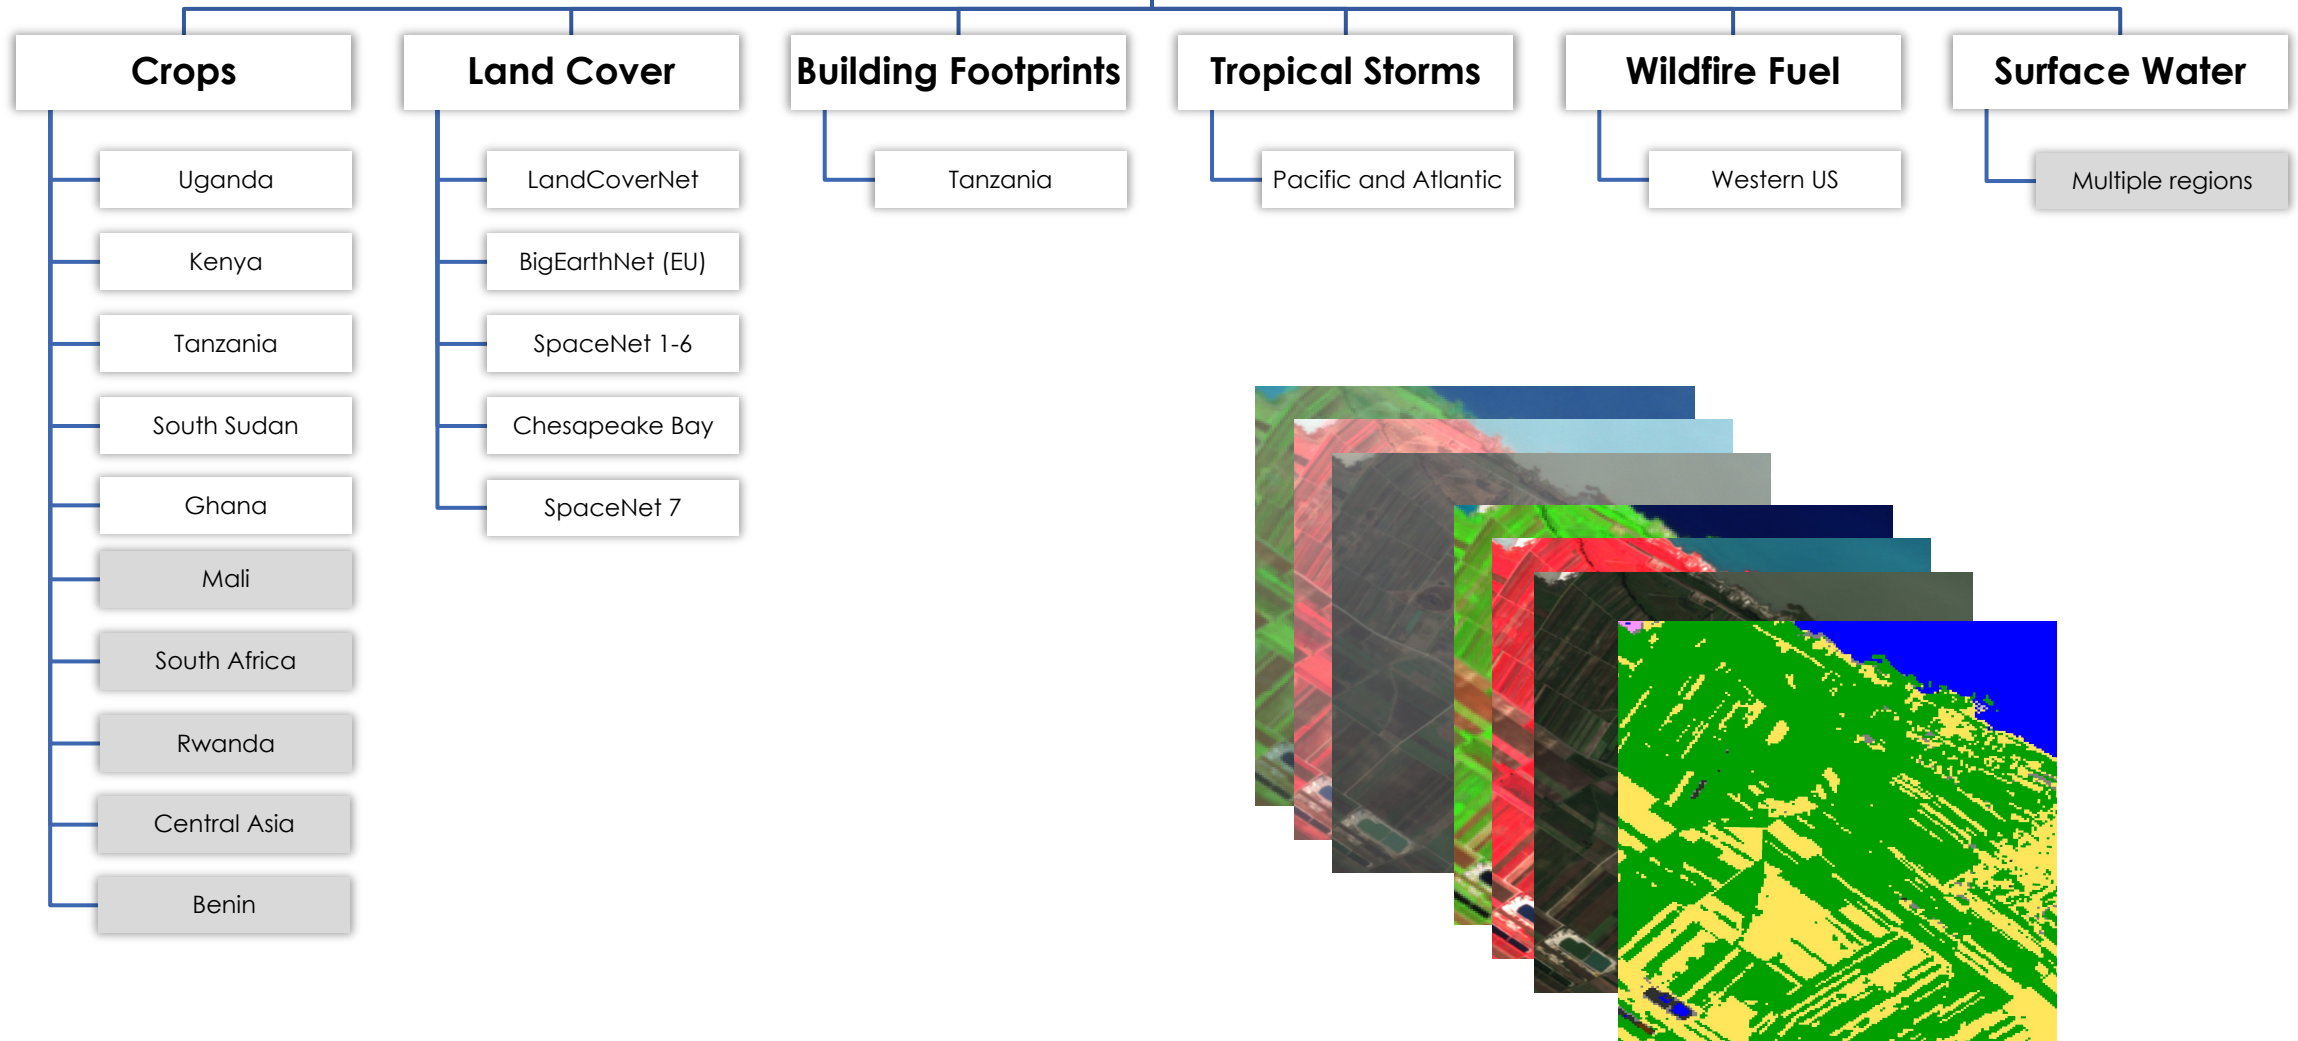 Crops
Uganda
Kenya
Tanzania
South Sudan
Ghana
Mali
South Africa
Rwanda
Central Asia
Benin
Land Cover
LandCoverNet
BigEarthNet (EU)
SpaceNet 1-6
Chesapeake Bay
SpaceNet 7
Building Footprints
Tanzania
Tropical Storms
Pacific and Atlantic
Wildfire Fuel
Western US
Surface Water
Multiple regions